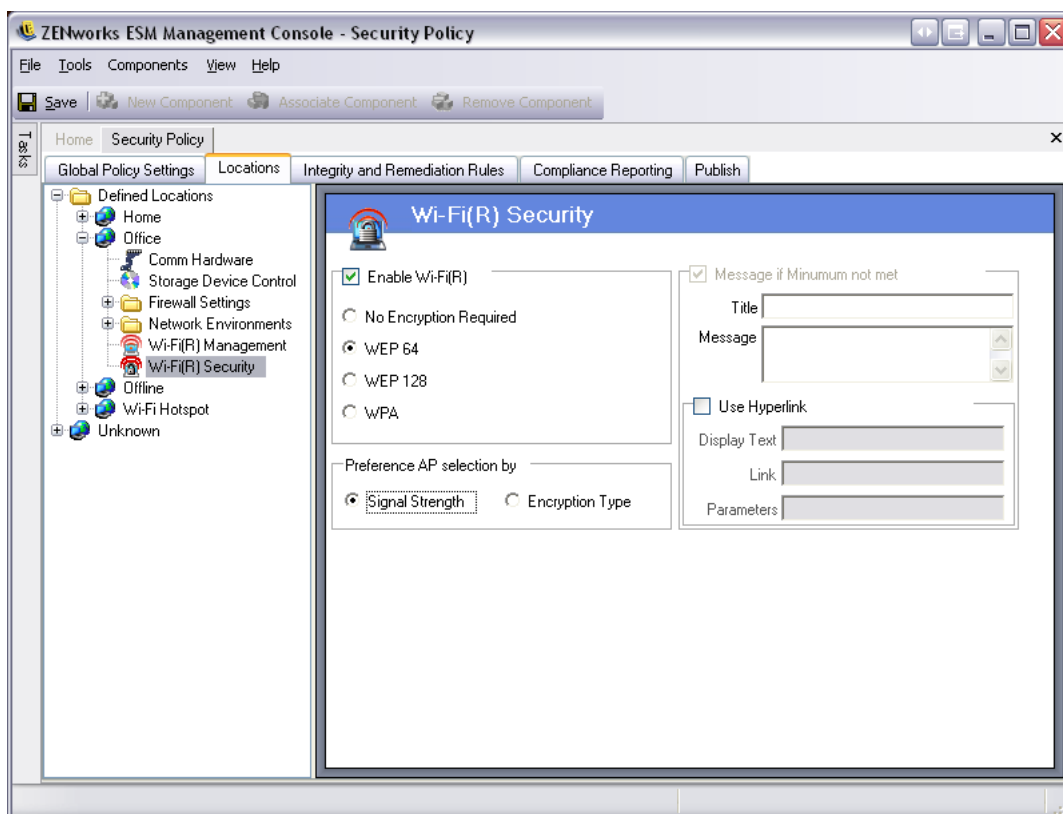 ZENworks ESM Management Console - Security Policy
File Tools Components View Help
Save New Component Associate Component Remove Component
Tasks
Home Security Policy
Global Policy Settings Locations Integrity and Remediation Rules Compliance Reporting Publish
Defined Locations
Home
Office
Comm Hardware
Storage Device Control
Firewall Settings
Network Environments
Wi-Fi(R) Management
Wi-Fi(R) Security
Offline
Wi-Fi Hotspot
Unknown
Wi-Fi(R) Security
Enable Wi-Fi(R)
No Encryption Required
WEP 64
WEP 128
WPA
Preference AP selection by
Signal Strength Encryption Type
Message if Minumum not met
Title
Message
Use Hyperlink
Display Text
Link
Parameters